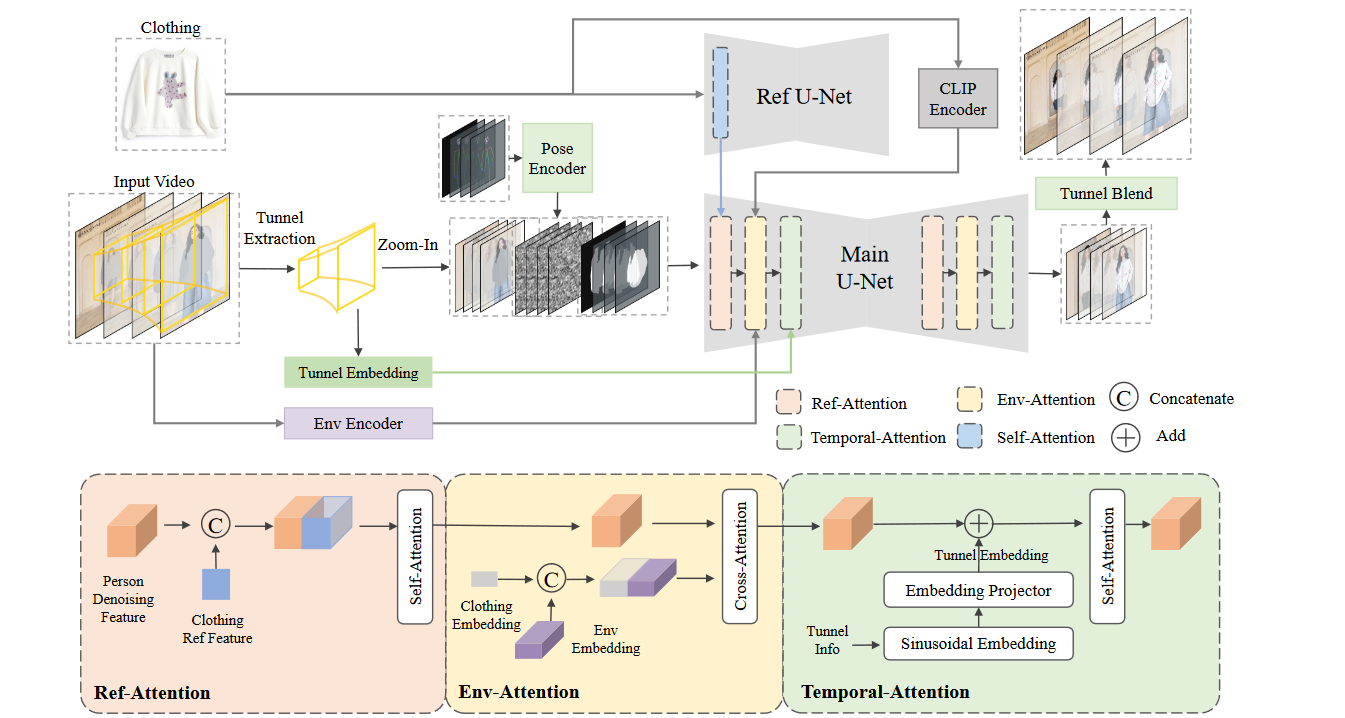 Clothing
Ref U-Net
CLIP
Encoder
Pose
Encoder
Tunnel Blend
Input Video
Tunnel
Extraction
Zoom-In
Main
U-Net
Tunnel Embedding
Env Encoder
Ref-Attention
Env-Attention
C
Concatenate
Temporal-Attention
Self-Attention
Add
C
Person
Denoising
Feature
Clothing
Ref Feature
Self-Attention
Ref-Attention
Clothing
Embedding
C
Env
Embedding
Cross-Attention
Env-Attention
Tunnel Embedding
Embedding Projector
Tunnel
Info
Sinusoidal Embedding
Self-Attention
Temporal-Attention